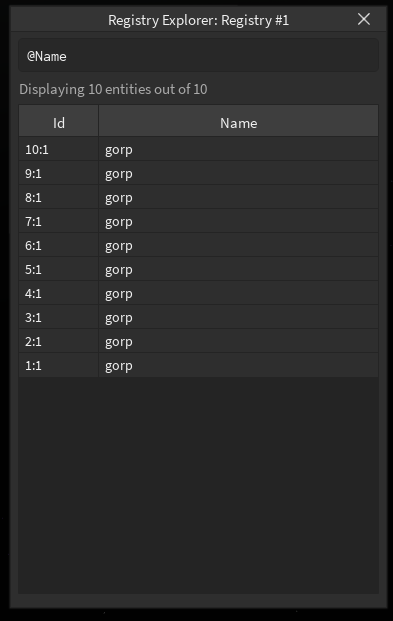 Registry Explorer: Registry #1
@Name
Displaying 10 entities out of 10
Id Name
10:1 gorp
9:1 gorp
8:1 gorp
7:1 gorp
6:1 gorp
5:1 gorp
4:1 gorp
3:1 gorp
2:1 gorp
1:1 gorp